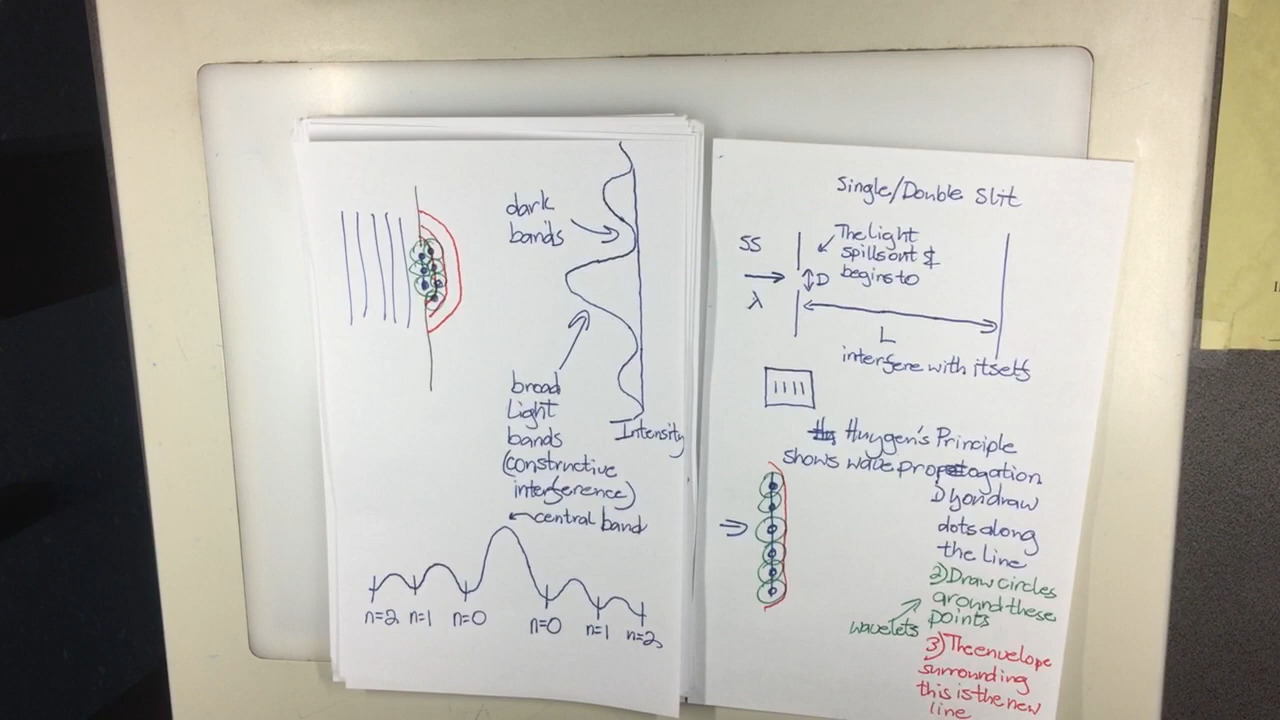 dark
bands
broad
light
bands
(constructive
interference)
Intensity
central band
n=2 n=1 n=0 n=0 n=1 n=2
Single/Double Slit
SS
λ
The light
spills out &
begins to
D
L
interfere with itself
Huygen's Principle
shows wave propogation
1) you draw
dots along
the line
2) Draw circles
around these
points
wavelets
3) The envelope
surrounding
this is the new
line